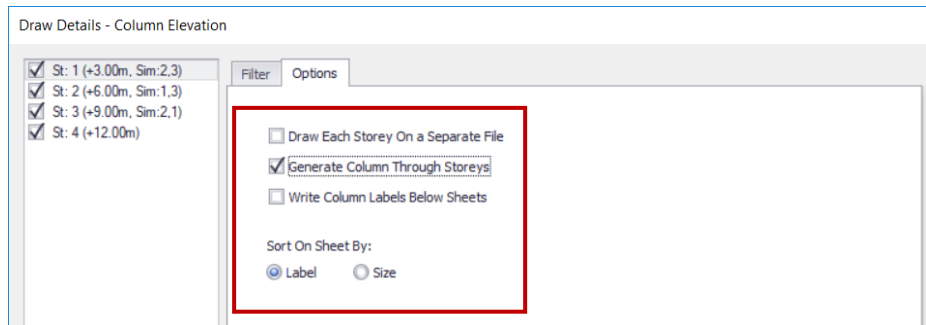 Draw Details - Column Elevation
St: 1 (+3.00m, Sim:2,3)
St: 2 (+6.00m, Sim:1,3)
St: 3 (+9.00m, Sim:2,1)
St: 4 (+12.00m)
Filter Options
Draw Each Storey On a Separate File
Generate Column Through Storeys
Write Column Labels Below Sheets
Sort On Sheet By:
Label Size